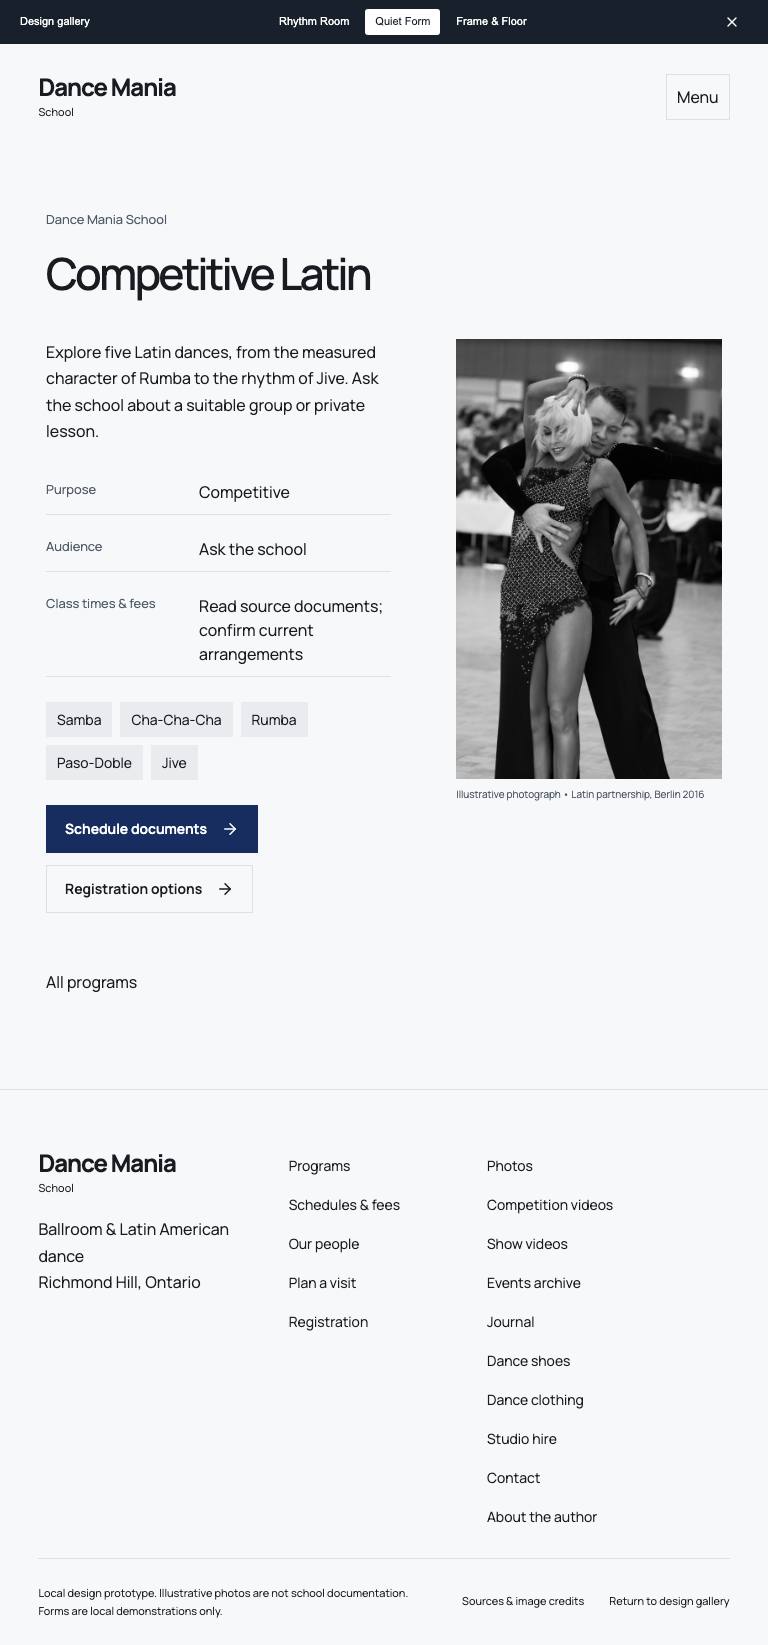 Design gallery
Rhythm Room
Quiet Form
Frame & Floor
Dance Mania
School
Menu
Dance Mania School
Competitive Latin
Explore five Latin dances, from the measured
character of Rumba to the rhythm of Jive. Ask
the school about a suitable group or private
lesson.
Purpose
Competitive
Audience
Ask the school
Class times & fees
Read source documents;
confirm current
arrangements
Samba
Cha-Cha-Cha
Rumba
Paso-Doble
Jive
Schedule documents
Registration options
Illustrative photograph • Latin partnership, Berlin 2016
All programs
Dance Mania
School
Ballroom & Latin American
dance
Richmond Hill, Ontario
Programs
Schedules & fees
Our people
Plan a visit
Registration
Photos
Competition videos
Show videos
Events archive
Journal
Dance shoes
Dance clothing
Studio hire
Contact
About the author
Local design prototype. Illustrative photos are not school documentation.
Forms are local demonstrations only.
Sources & image credits
Return to design gallery